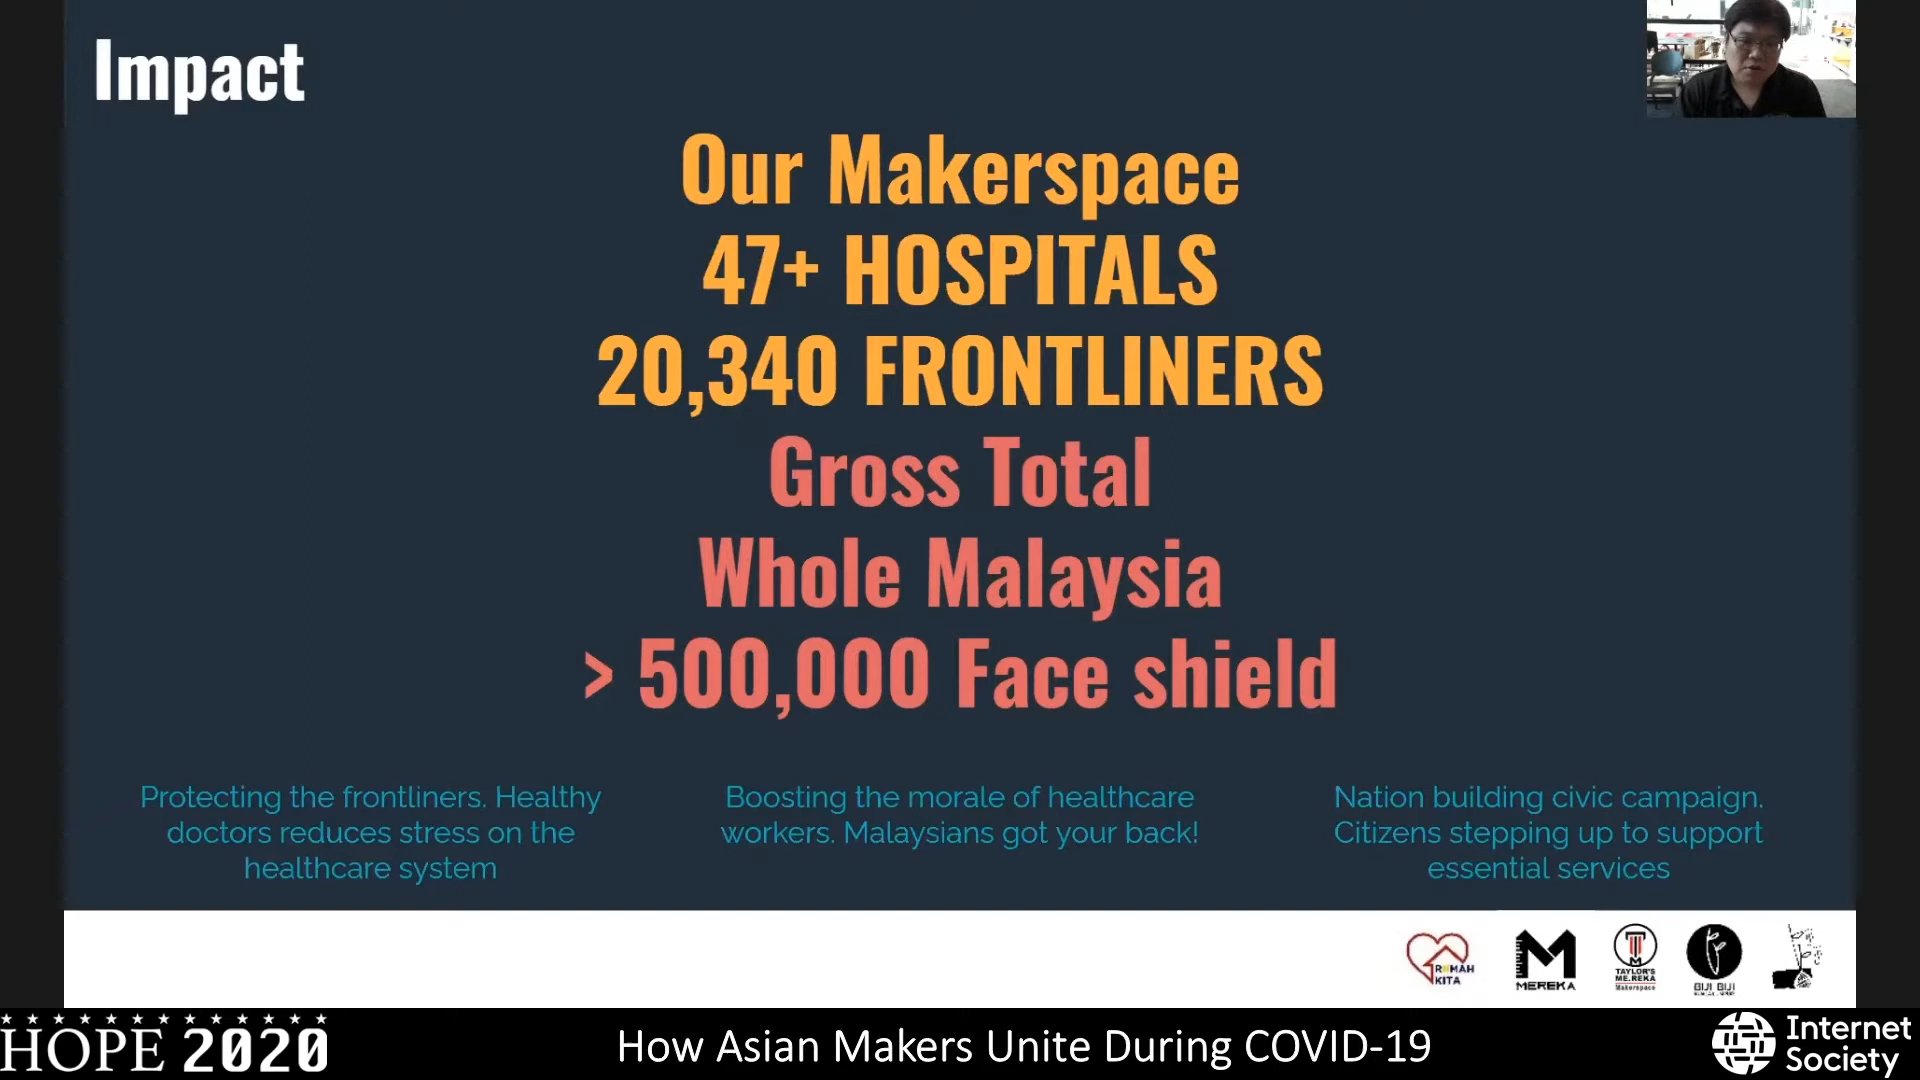 Impact
Our Makerspace
47+ HOSPITALS
20,340 FRONTLINERS
Gross Total
Whole Malaysia
> 500,000 Face shield
Protecting the frontliners. Healthy
doctors reduces stress on the
healthcare system
Boosting the morale of healthcare
workers. Malaysians got your back!
Nation building civic campaign.
Citizens stepping up to support
essential services
RUMAH
KITA
MEREKA
TAYLOR'S
ME.REKA
Makerspace
BIJI BIJI
HOPE 2020
How Asian Makers Unite During COVID-19
Internet
Society